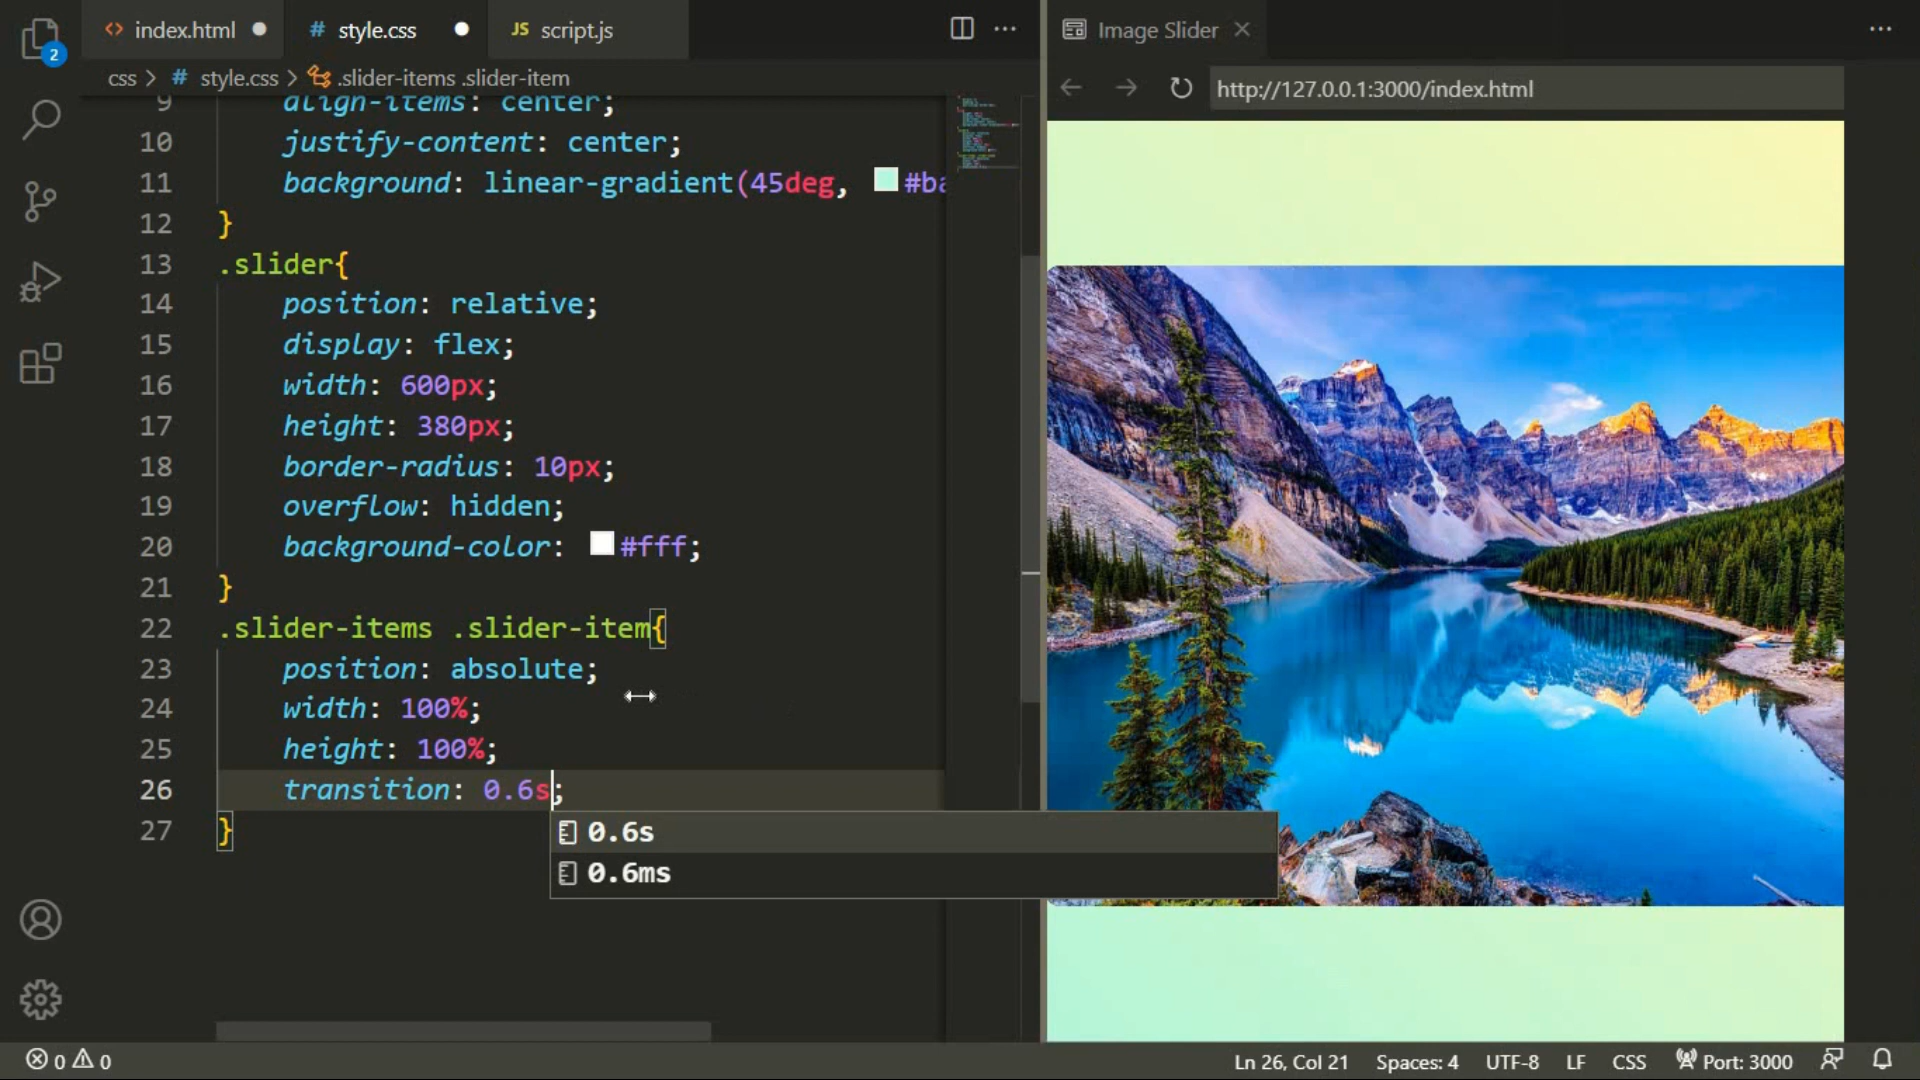 index.html
style.css
JS script.js
Image Slider
2
css > # style.css > .slider-items .slider-item
http://127.0.0.1:3000/index.html
9 align-items: center;
10 justify-content: center;
11 background: linear-gradient(45deg, #ba
12 }
13 .slider{
14 position: relative;
15 display: flex;
16 width: 600px;
17 height: 380px;
18 border-radius: 10px;
19 overflow: hidden;
20 background-color: #fff;
21 }
22 .slider-items .slider-item{
23 position: absolute;
24 width: 100%;
25 height: 100%;
26 transition: 0.6s;
27 }
0.6s
0.6ms
0 0
Ln 26, Col 21
Spaces: 4
UTF-8
LF
CSS
Port: 3000